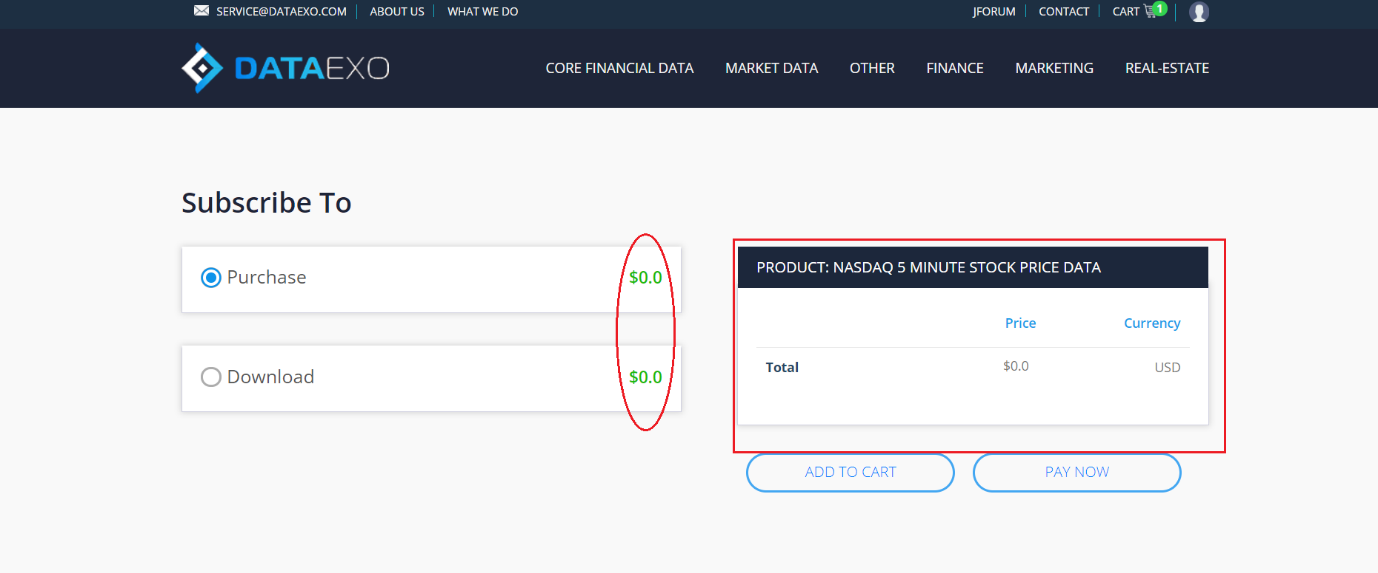 SERVICE@DATAEXO.COM ABOUT US WHAT WE DO JFORUM CONTACT CART 1
DATAEXO CORE FINANCIAL DATA MARKET DATA OTHER FINANCE MARKETING REAL-ESTATE
Subscribe To
Purchase $0.0
Download $0.0
PRODUCT: NASDAQ 5 MINUTE STOCK PRICE DATA
Price Currency
Total $0.0 USD
ADD TO CART PAY NOW